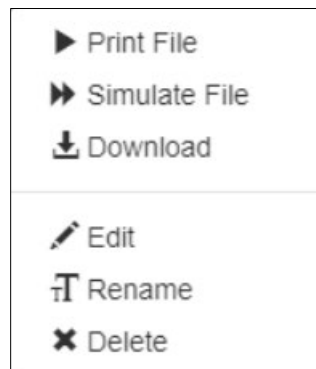 Print File
Simulate File
Download
Edit
Rename
Delete